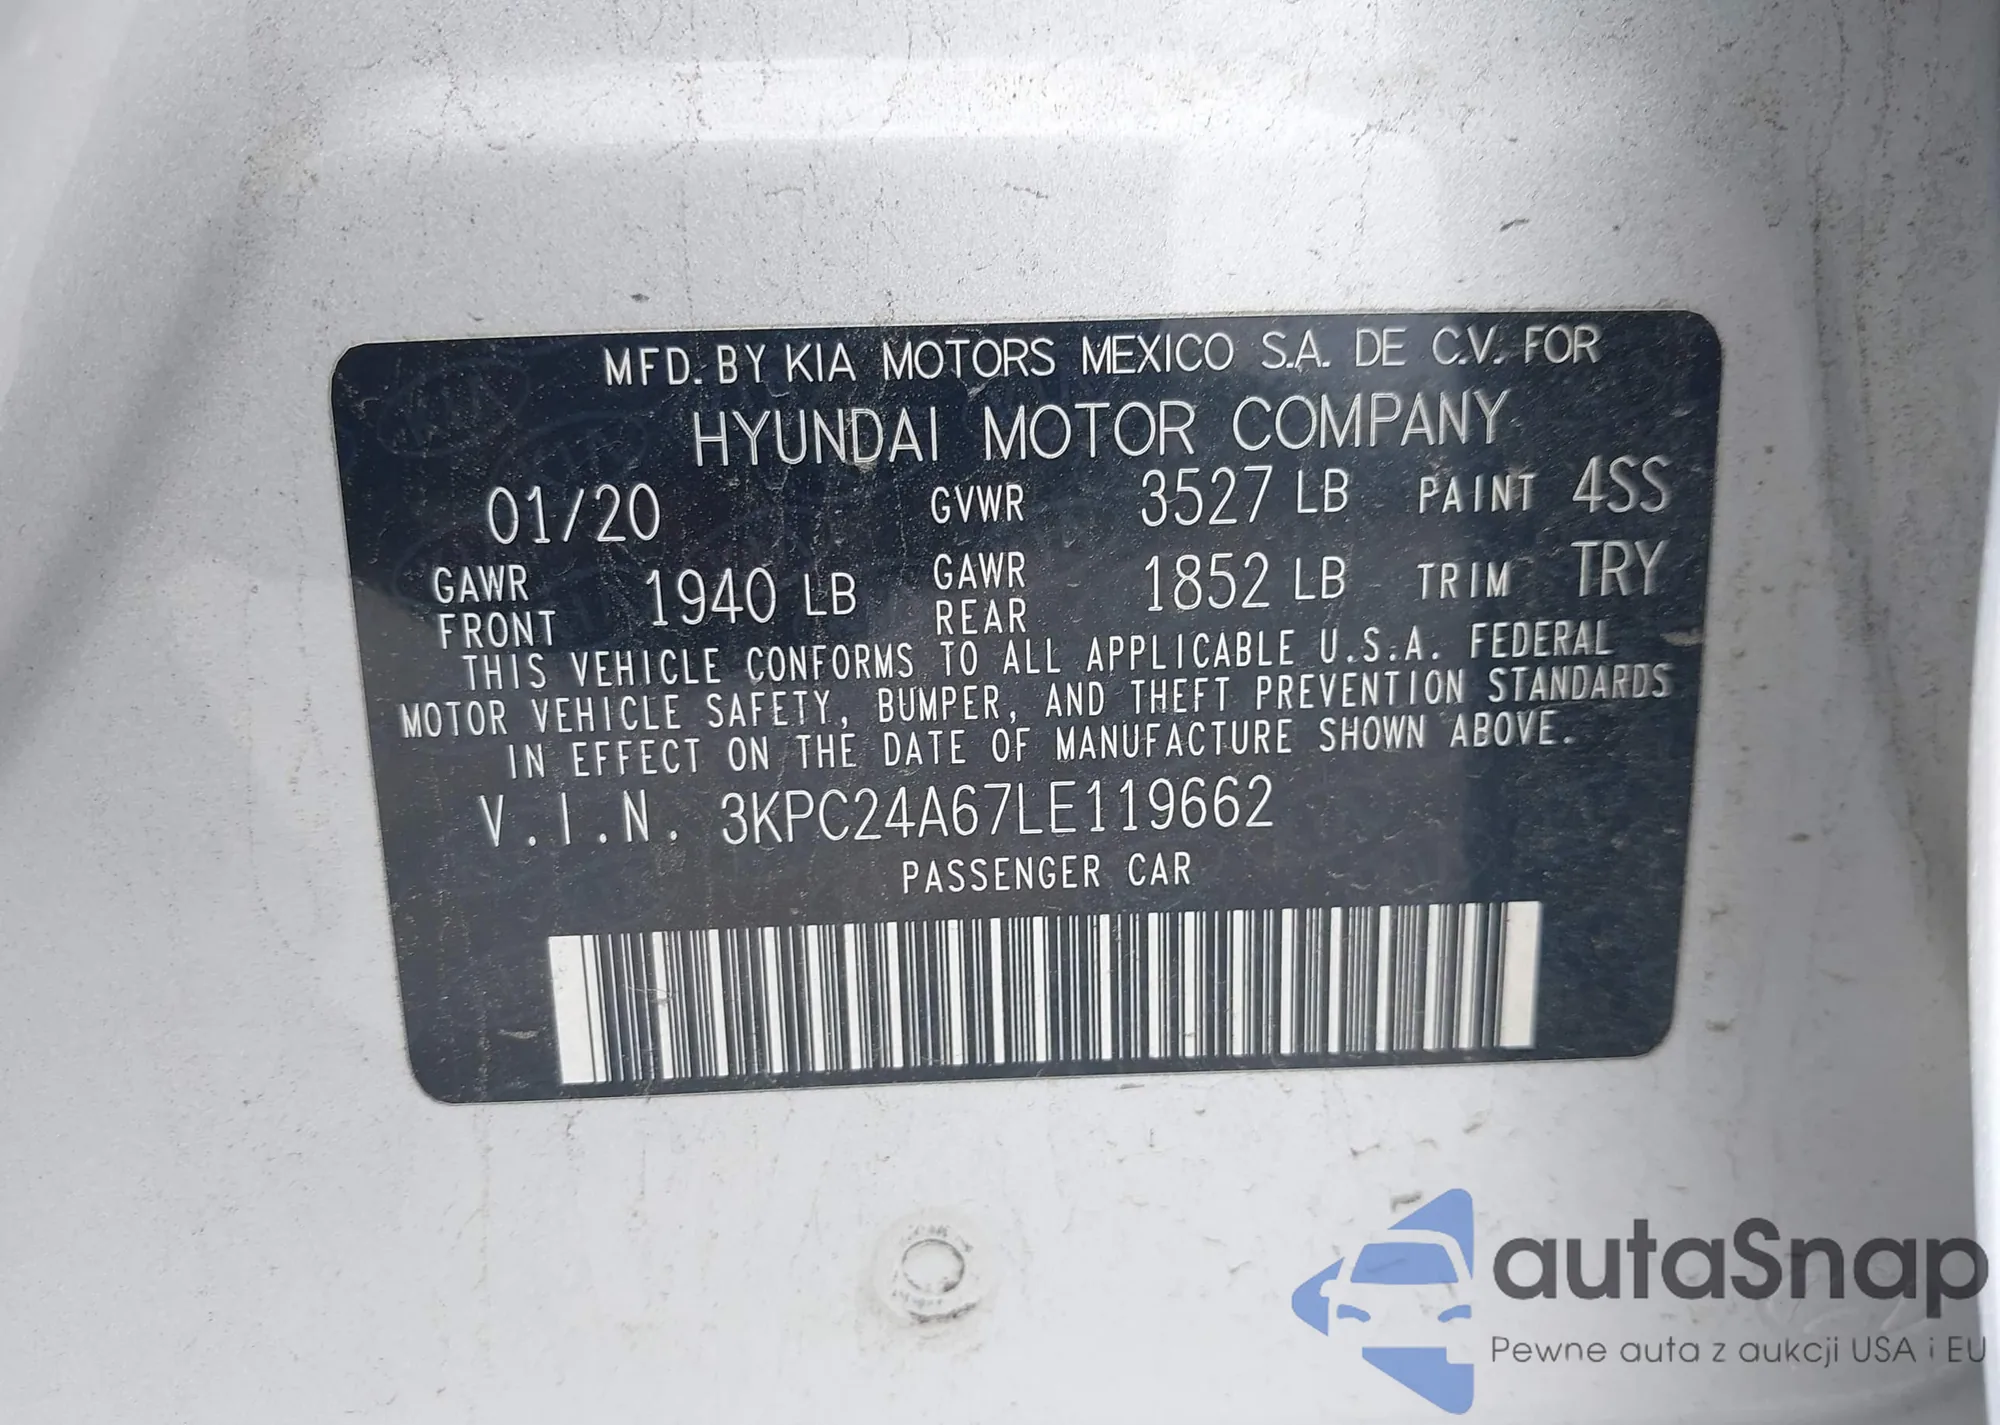 MFD. BY KIA MOTORS MEXICO S.A. DE C.V. FOR
HYUNDAI MOTOR COMPANY
01/20 GVWR 3527 LB PAINT 4SS
GAWR FRONT 1940 LB GAWR REAR 1852 LB TRIM TRY
THIS VEHICLE CONFORMS TO ALL APPLICABLE U.S.A. FEDERAL
MOTOR VEHICLE SAFETY, BUMPER, AND THEFT PREVENTION STANDARDS
IN EFFECT ON THE DATE OF MANUFACTURE SHOWN ABOVE.
V.I.N. 3KPC24A67LE119662
PASSENGER CAR
autaSnap
Pewne auta z aukcji USA i EU